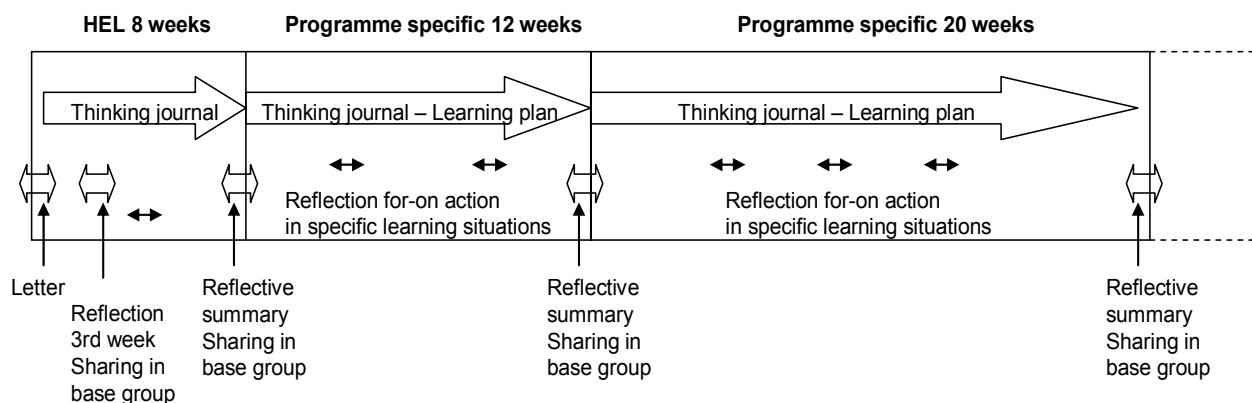 HEL 8 weeks
Programme specific 12 weeks
Programme specific 20 weeks
Thinking journal
Thinking journal – Learning plan
Thinking journal – Learning plan
Reflection for-on action
in specific learning situations
Reflection for-on action
in specific learning situations
Letter
Reflection
3rd week
Sharing in
base group
Reflective
summary
Sharing in
base group
Reflective
summary
Sharing in
base group
Reflective
summary
Sharing in
base group